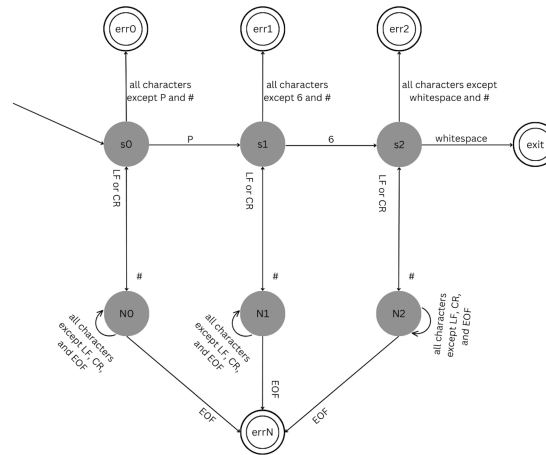 err0
err1
err2
all characters
except P and #
all characters
except 6 and #
all characters except
whitespace and #
s0
P
s1
6
s2
whitespace
exit
LF or CR
LF or CR
LF or CR
#
#
#
N0
N1
N2
all characters
except LF, CR,
and EOF
all characters
except LF, CR,
and EOF
all characters
except LF, CR,
and EOF
EOF
EOF
EOF
errN